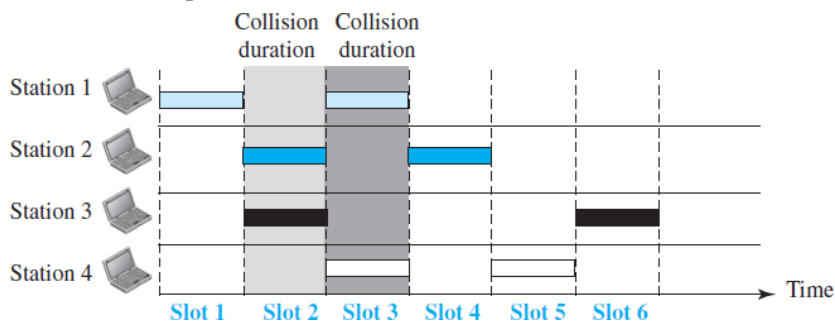 Collision Collision
duration duration
Station 1
Station 2
Station 3
Station 4
Time
Slot 1 Slot 2 Slot 3 Slot 4 Slot 5 Slot 6